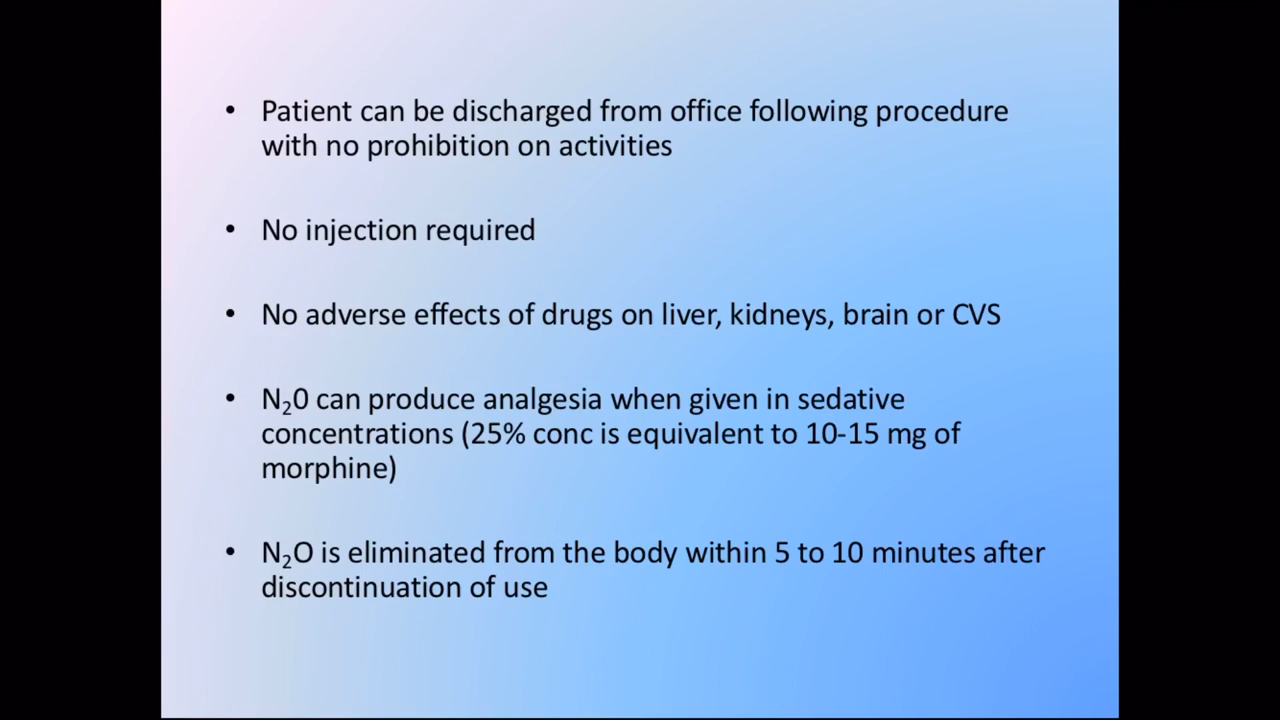 • Patient can be discharged from office following procedure
with no prohibition on activities
• No injection required
• No adverse effects of drugs on liver, kidneys, brain or CVS
• N₂0 can produce analgesia when given in sedative
concentrations (25% conc is equivalent to 10-15 mg of
morphine)
• N₂O is eliminated from the body within 5 to 10 minutes after
discontinuation of use